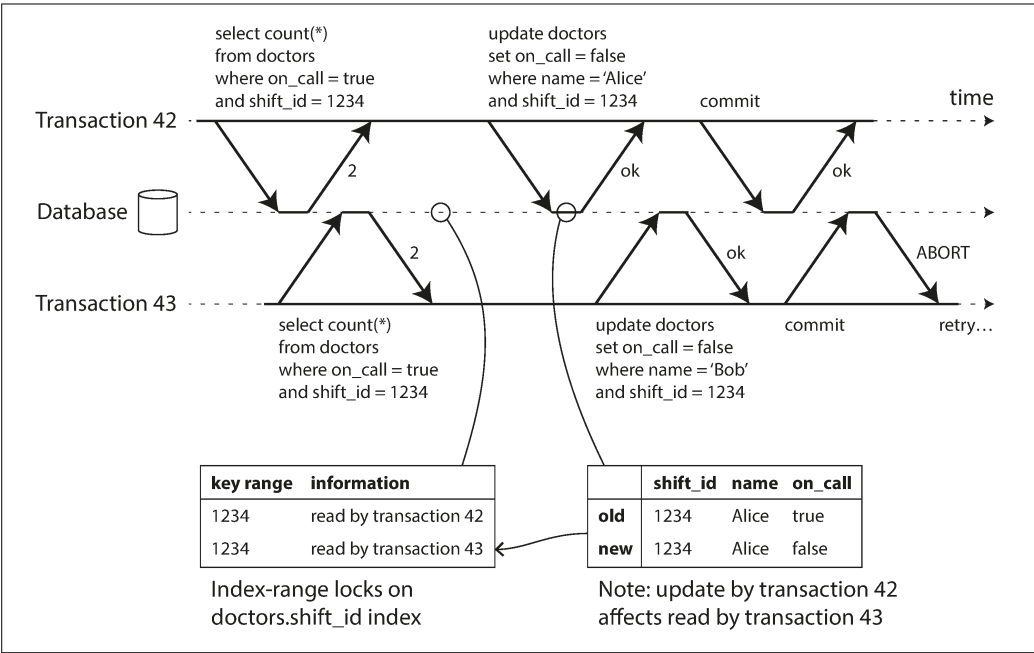 select count(*)
from doctors
where on_call = true
and shift_id = 1234
update doctors
set on_call = false
where name = ‘Alice’
and shift_id = 1234
commit
time
Transaction 42
2
ok
ok
Database
2
ok
ABORT
Transaction 43
select count(*)
from doctors
where on_call = true
and shift_id = 1234
update doctors
set on_call = false
where name = ‘Bob’
and shift_id = 1234
commit
retry…
key range information
1234 read by transaction 42
1234 read by transaction 43
Index-range locks on
doctors.shift_id index
shift_id name on_call
old 1234 Alice true
new 1234 Alice false
Note: update by transaction 42
affects read by transaction 43